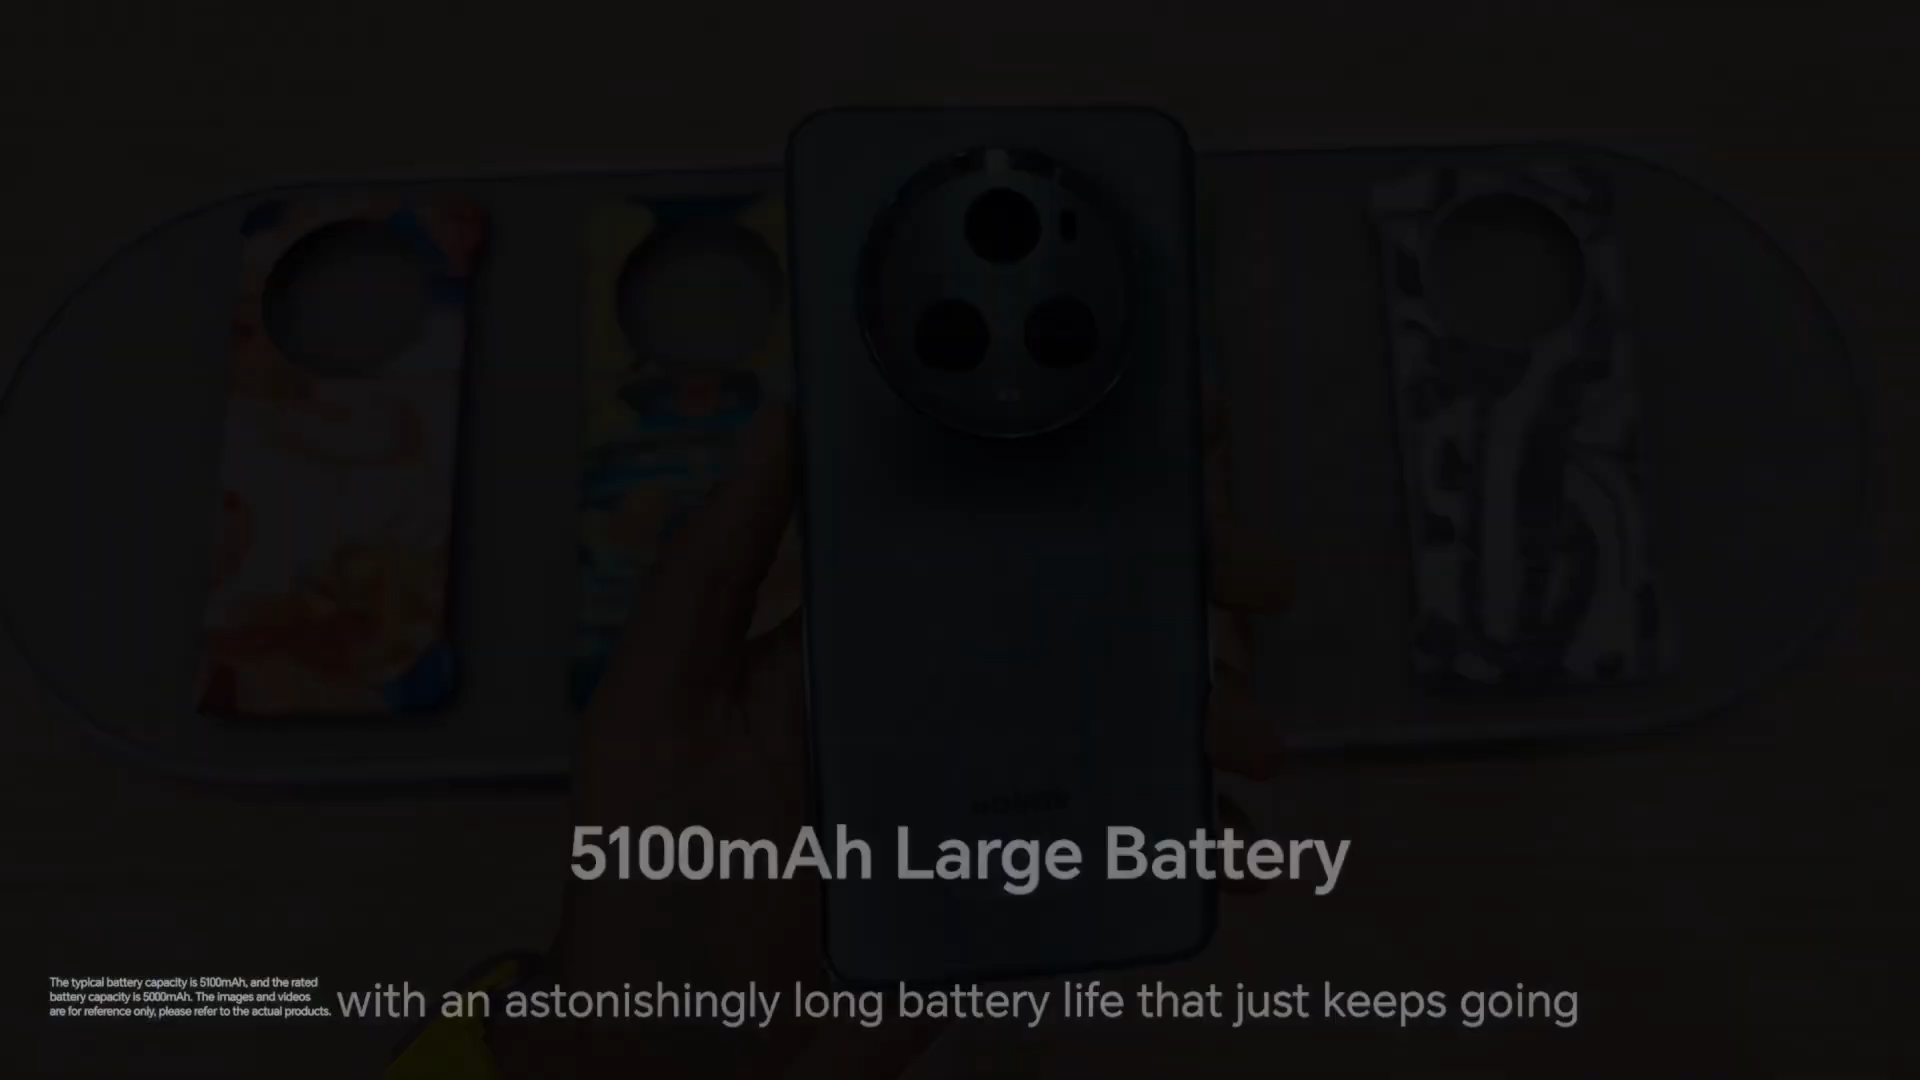 5100mAh Large Battery
The typical battery capacity is 5100mAh, and the rated
battery capacity is 5000mAh. The images and videos
are for reference only, please refer to the actual products.
with an astonishingly long battery life that just keeps going